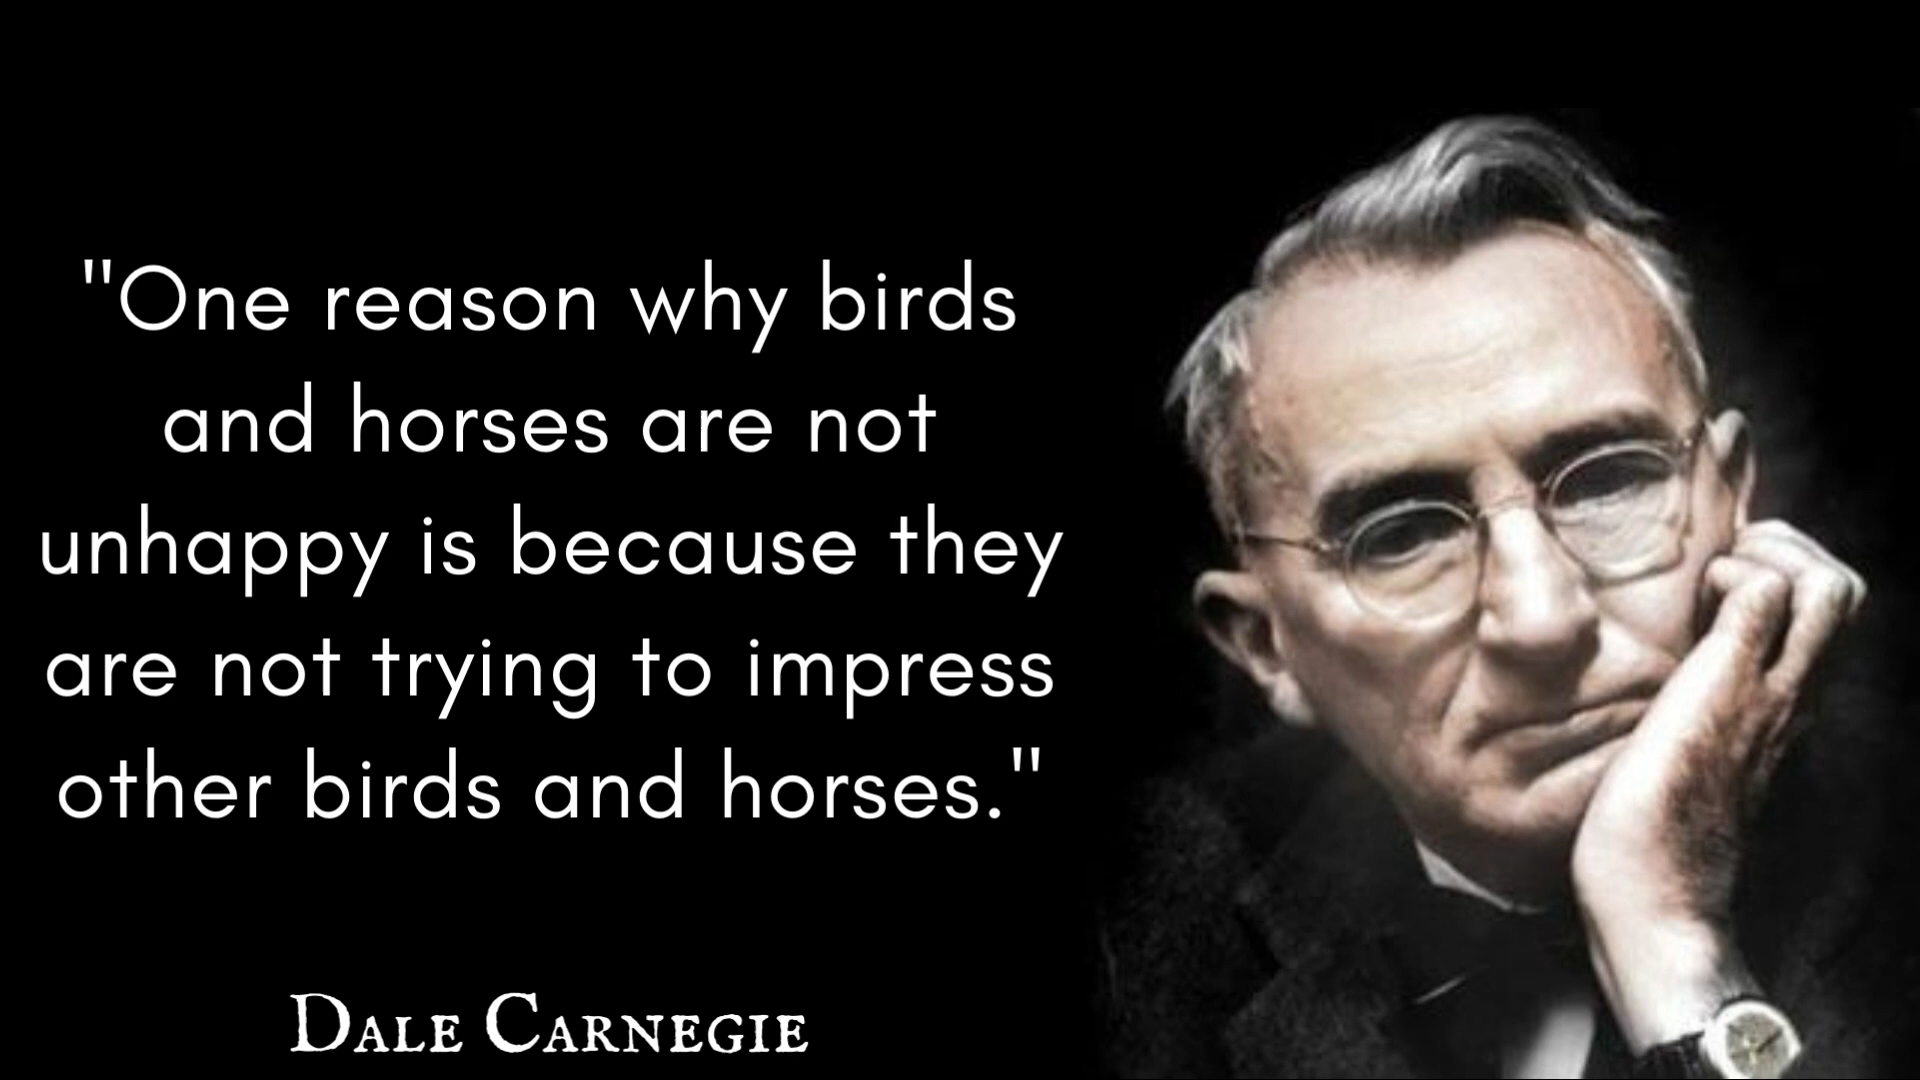 "One reason why birds
and horses are not
unhappy is because they
are not trying to impress
other birds and horses."
Dale Carnegie